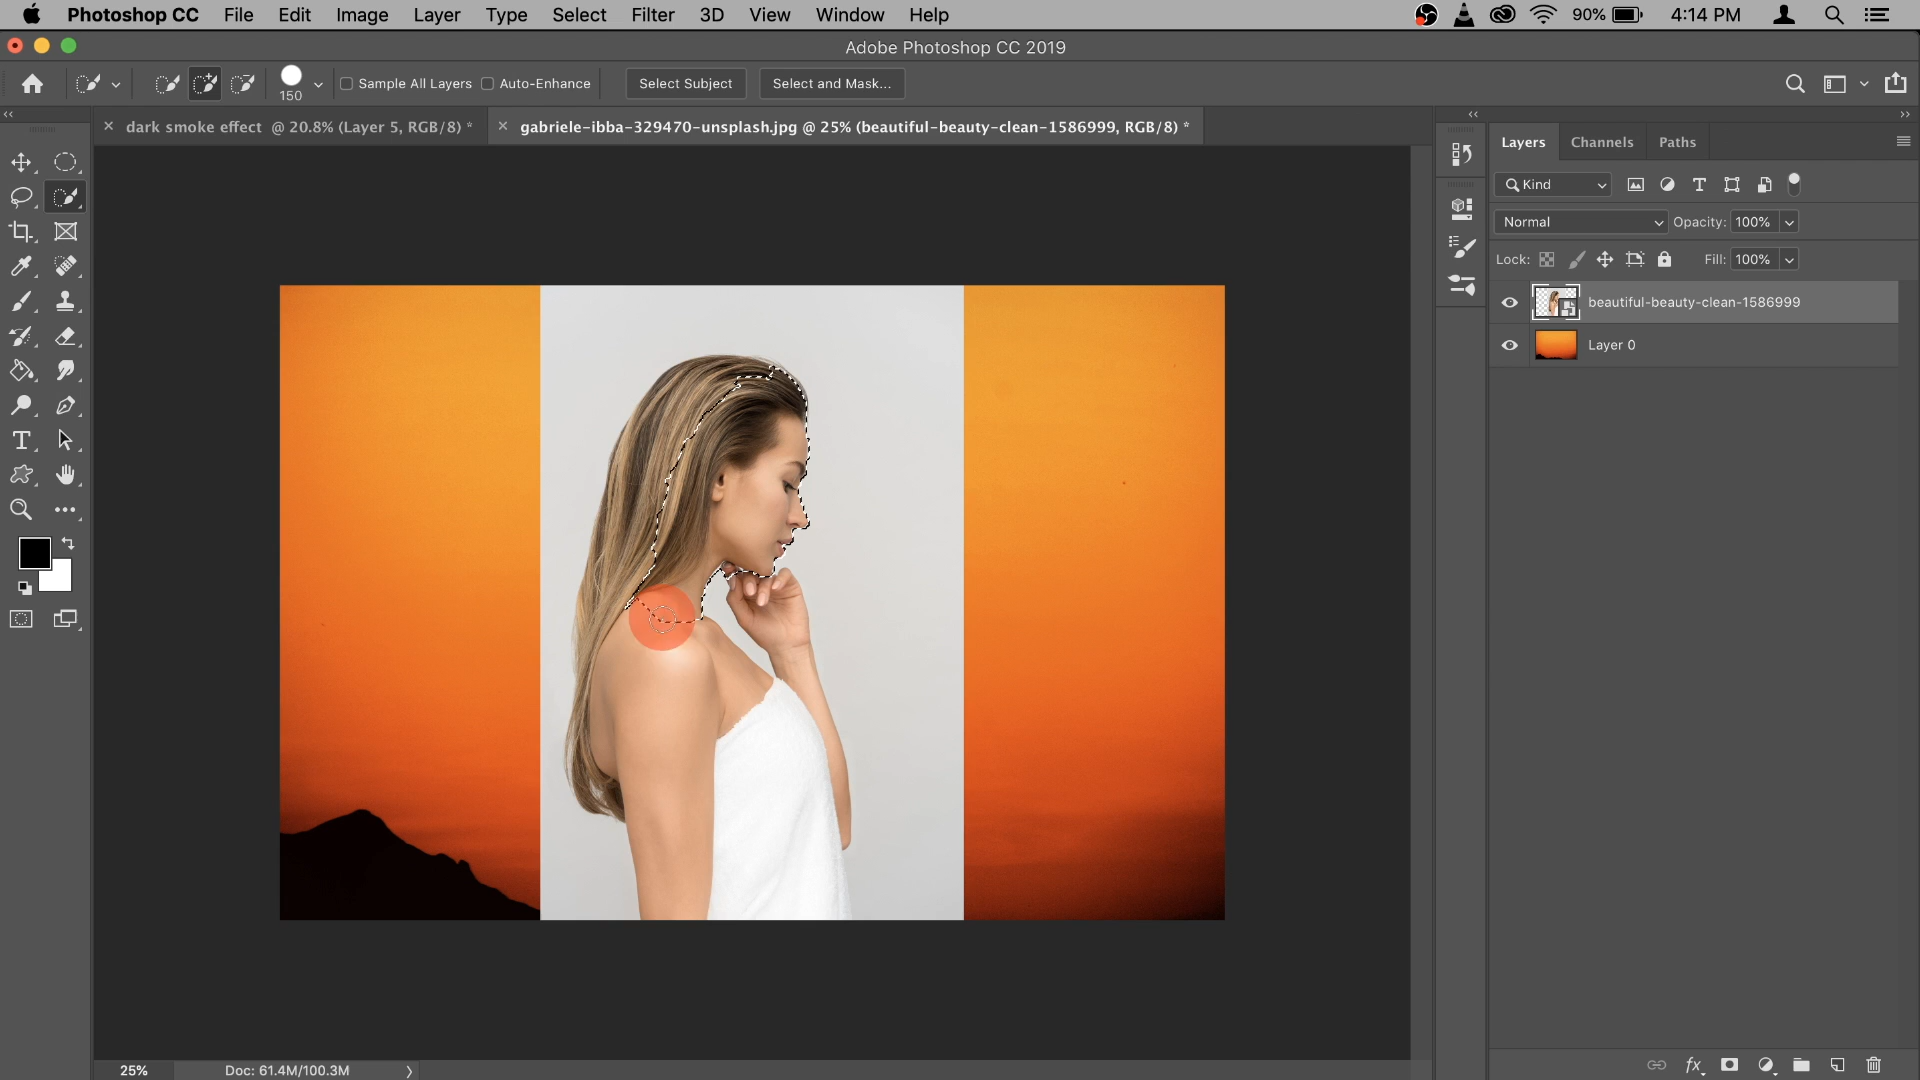 Photoshop CC File Edit Image Layer Type Select Filter 3D View Window Help 90% 4:14 PM
Adobe Photoshop CC 2019
150 Sample All Layers Auto-Enhance Select Subject Select and Mask...
dark smoke effect @ 20.8% (Layer 5, RGB/8) *
gabriele-ibba-329470-unsplash.jpg @ 25% (beautiful-beauty-clean-1586999, RGB/8) *
Layers Channels Paths
Kind
Normal Opacity: 100%
Lock: Fill: 100%
beautiful-beauty-clean-1586999
Layer 0
25% Doc: 61.4M/100.3M
fx